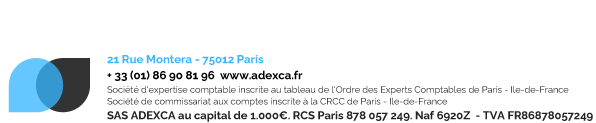 21 Rue Montera - 75012 Paris
+ 33 (01) 86 90 81 96  www.adexca.fr
Société d'expertise comptable inscrite au tableau de l'Ordre des Experts Comptables de Paris - Ile-de-France
Société de commissariat aux comptes inscrite à la CRCC de Paris - Ile-de-France
SAS ADEXCA au capital de 1.000€. RCS Paris 878 057 249. Naf 6920Z  - TVA FR86878057249